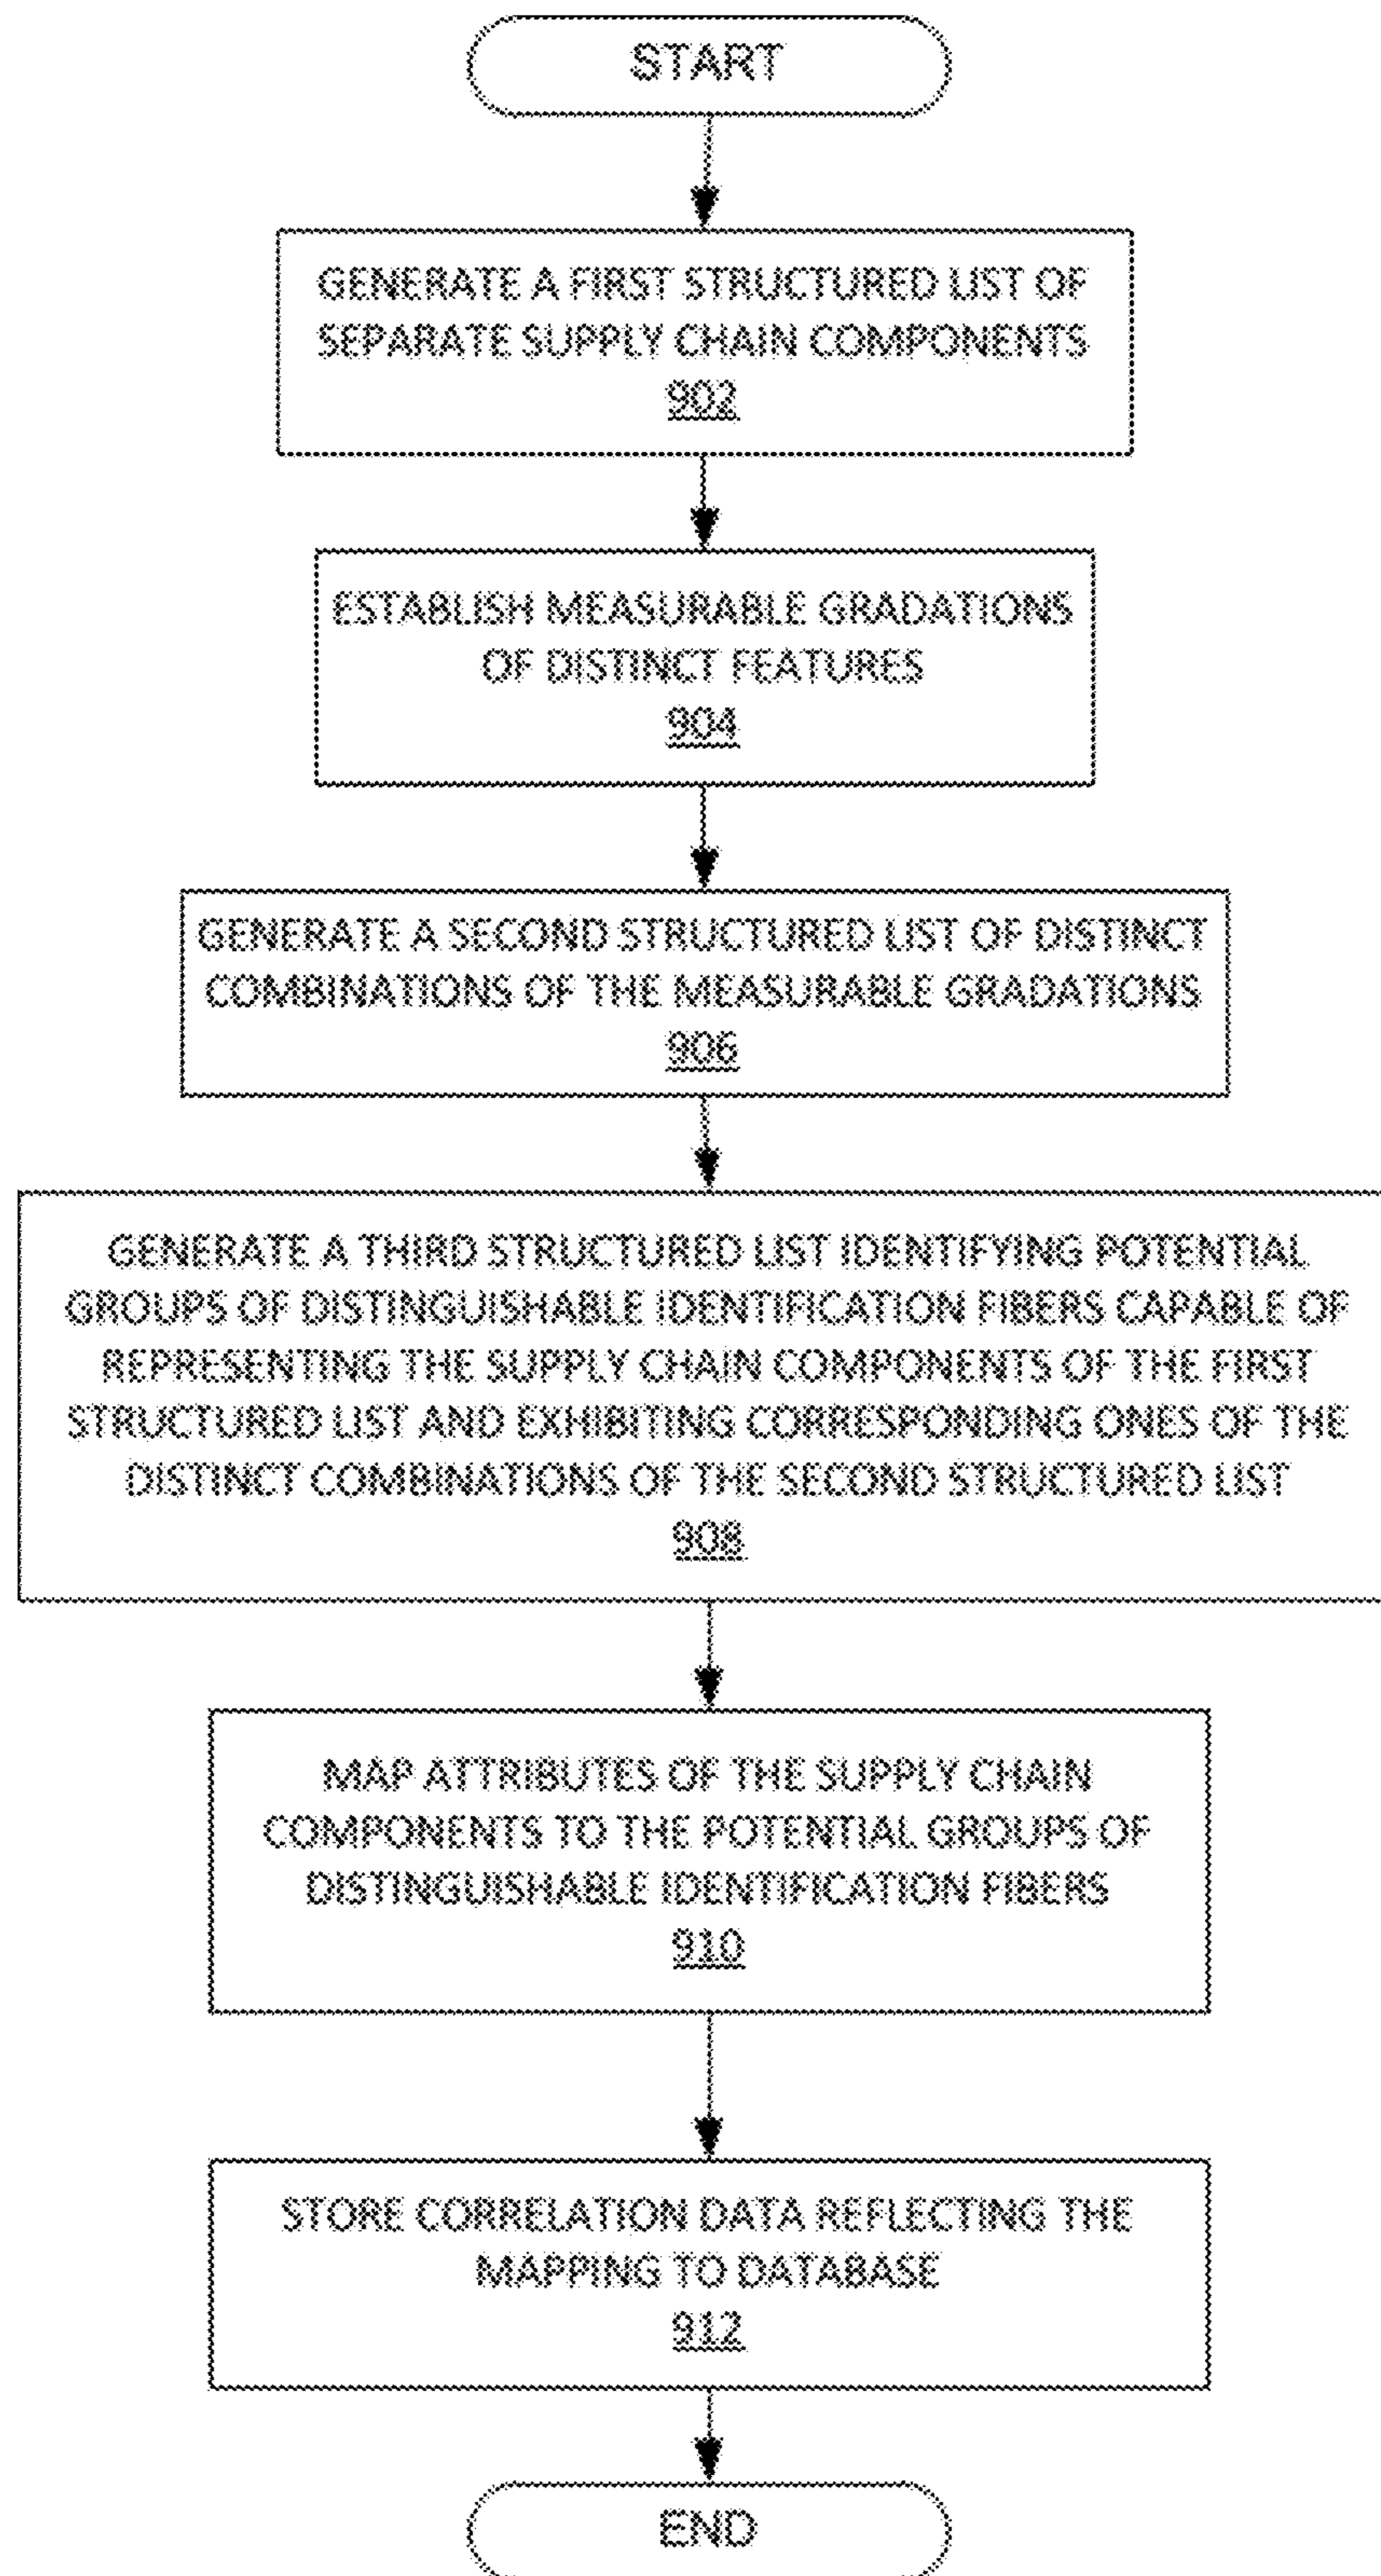 START
GENERATE A FIRST STRUCTURED LIST OF
SEPARATE SUPPLY CHAIN COMPONENTS
902
ESTABLISH MEASURABLE GRADATIONS
OF DISTINCT FEATURES
904
GENERATE A SECOND STRUCTURED LIST OF DISTINCT
COMBINATIONS OF THE MEASURABLE GRADATIONS
906
GENERATE A THIRD STRUCTURED LIST IDENTIFYING POTENTIAL
GROUPS OF DISTINGUISHABLE IDENTIFICATION FIBERS CAPABLE OF
REPRESENTING THE SUPPLY CHAIN COMPONENTS OF THE FIRST
STRUCTURED LIST AND EXHIBITING CORRESPONDING ONES OF THE
DISTINCT COMBINATIONS OF THE SECOND STRUCTURED LIST
908
MAP ATTRIBUTES OF THE SUPPLY CHAIN
COMPONENTS TO THE POTENTIAL GROUPS OF
DISTINGUISHABLE IDENTIFICATION FIBERS
910
STORE CORRELATION DATA REFLECTING THE
MAPPING TO DATABASE
912
END